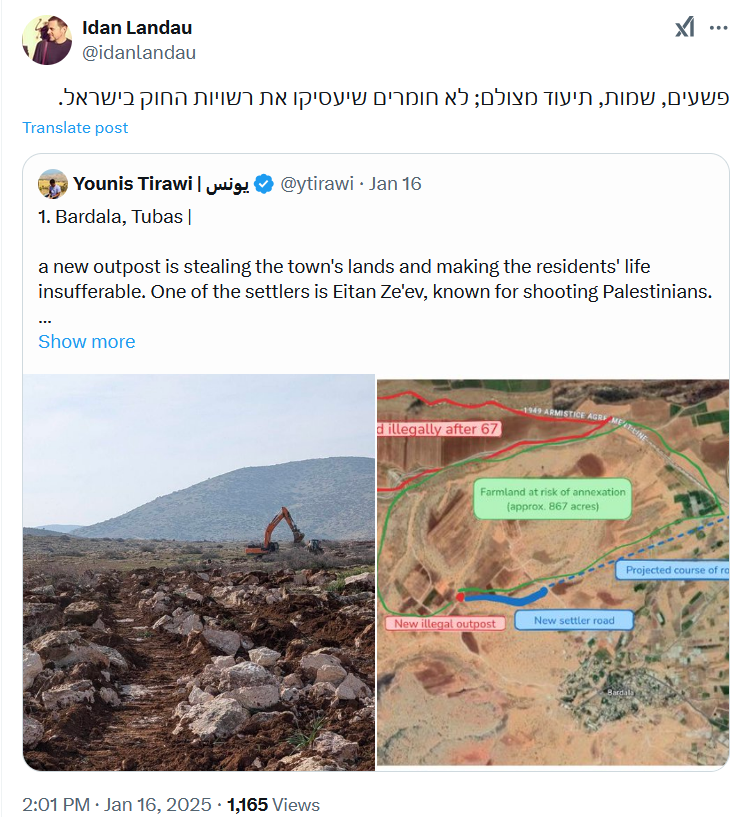 Idan Landau
@idanlandau
פשעים, שמות, תיעוד מצולם; לא חומרים שיעסיקו את רשויות החוק בישראל.
Translate post
Younis Tirawi | يونس @ytirawi · Jan 16
1. Bardala, Tubas |
a new outpost is stealing the town's lands and making the residents' life
insufferable. One of the settlers is Eitan Ze'ev, known for shooting Palestinians.
...
Show more
1949 ARMISTICE AGREEMENT LINE
d illegally after 67
Farmland at risk of annexation
(approx. 867 acres)
Projected course of ro
New illegal outpost
New settler road
Bardala
2:01 PM · Jan 16, 2025 · 1,165 Views